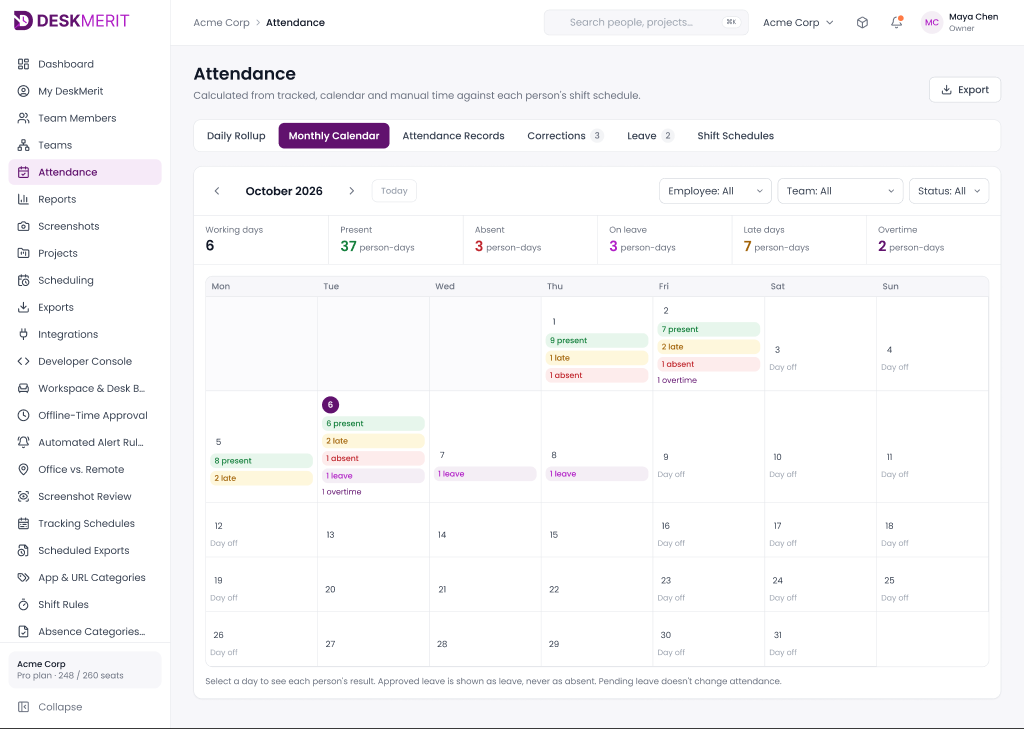 DESKMERIT
Acme Corp > Attendance
Search people, projects... ⌘K
Acme Corp
MC
Maya Chen
Owner
Dashboard
My DeskMerit
Team Members
Teams
Attendance
Reports
Screenshots
Projects
Scheduling
Exports
Integrations
Developer Console
Workspace & Desk B...
Offline-Time Approval
Automated Alert Rul...
Office vs. Remote
Screenshot Review
Tracking Schedules
Scheduled Exports
App & URL Categories
Shift Rules
Absence Categories...
Acme Corp
Pro plan · 248 / 260 seats
Collapse
Attendance
Calculated from tracked, calendar and manual time against each person's shift schedule.
Export
Daily Rollup Monthly Calendar Attendance Records Corrections 3 Leave 2 Shift Schedules
October 2026 Today
Employee: All Team: All Status: All
Working days
6
Present
37 person-days
Absent
3 person-days
On leave
3 person-days
Late days
7 person-days
Overtime
2 person-days
Mon Tue Wed Thu Fri Sat Sun
1
9 present
1 late
1 absent
2
7 present
2 late
1 absent
1 overtime
3
Day off
4
Day off
5
8 present
2 late
6
6 present
2 late
1 absent
1 leave
1 overtime
7
1 leave
8
1 leave
9
Day off
10
Day off
11
Day off
12
Day off
13
14
15
16
Day off
17
Day off
18
Day off
19
Day off
20
21
22
23
Day off
24
Day off
25
Day off
26
Day off
27
28
29
30
Day off
31
Day off
Select a day to see each person's result. Approved leave is shown as leave, never as absent. Pending leave doesn't change attendance.